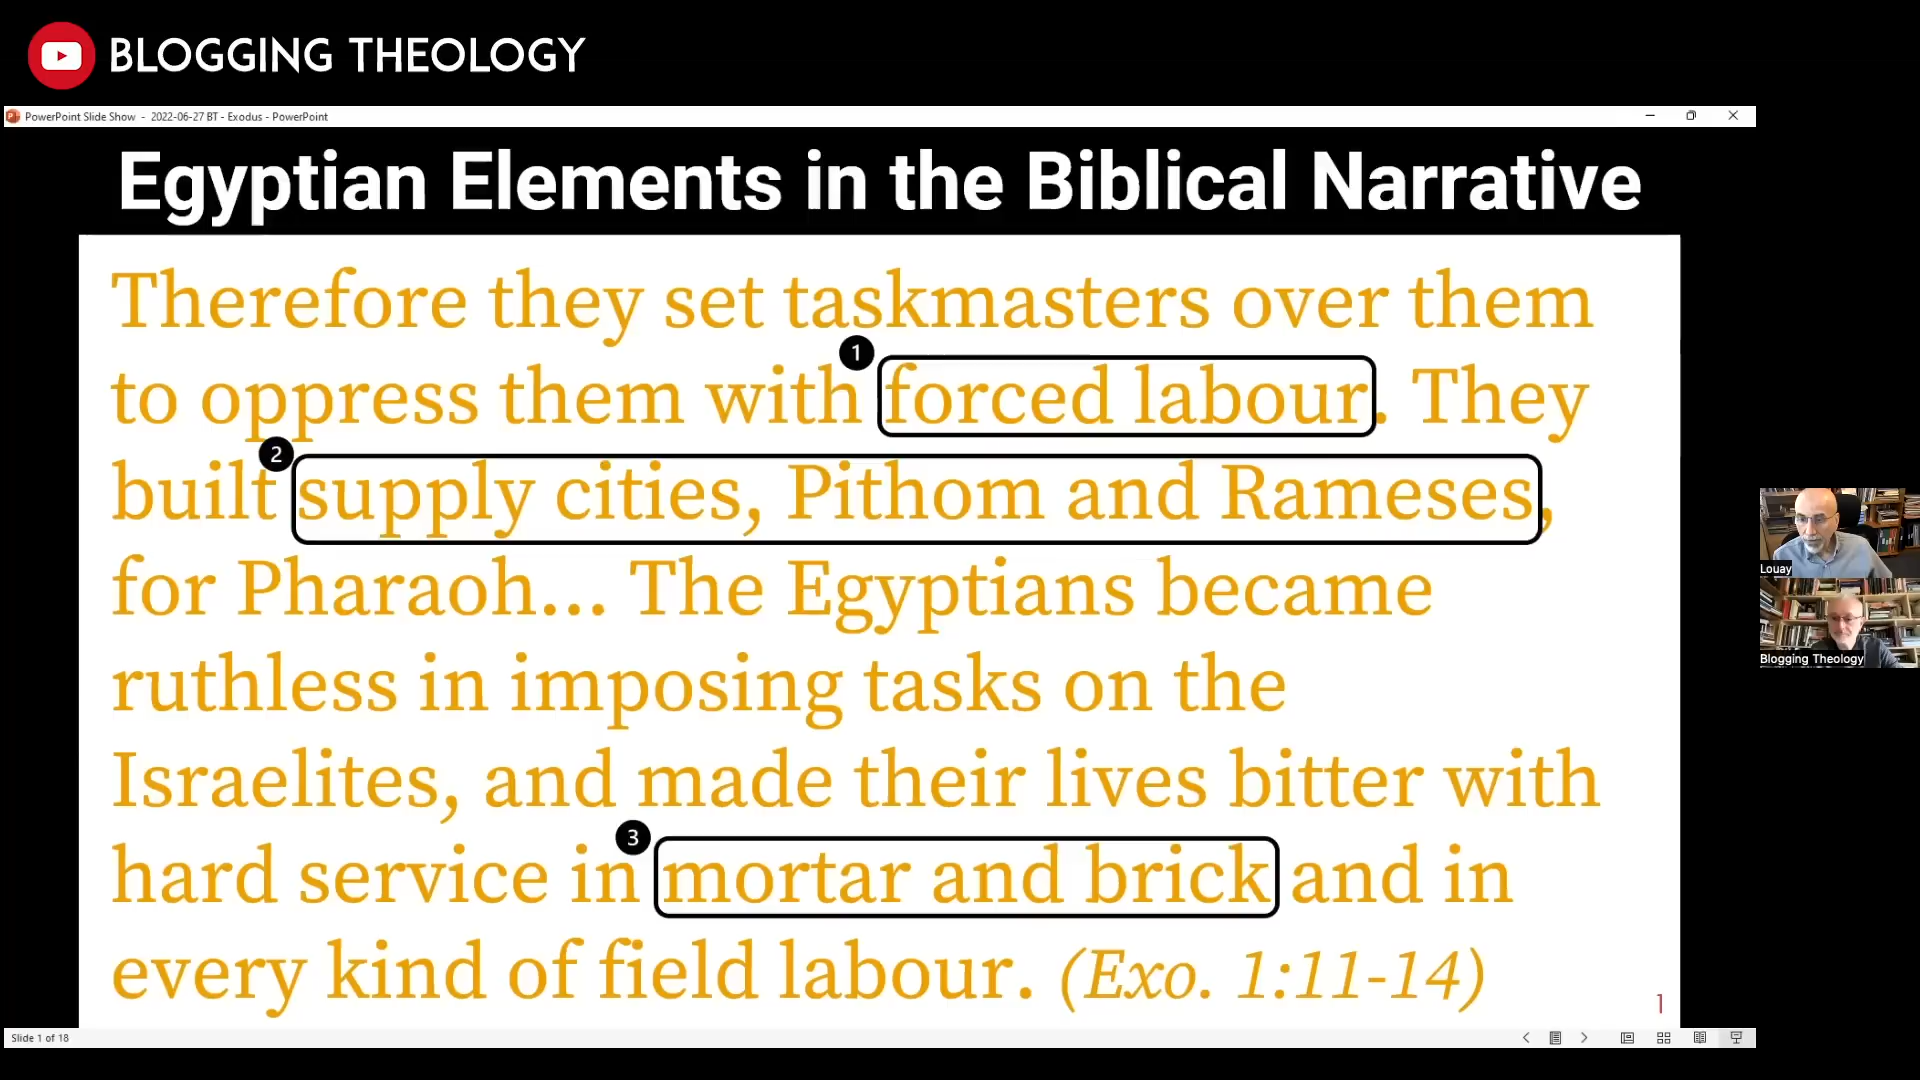 BLOGGING THEOLOGY
PowerPoint Slide Show - 2022-06-27 BT - Exodus - PowerPoint
Egyptian Elements in the Biblical Narrative
Therefore they set taskmasters over them
1
to oppress them with forced labour. They
2
built supply cities, Pithom and Rameses,
for Pharaoh... The Egyptians became
ruthless in imposing tasks on the
Israelites, and made their lives bitter with
3
hard service in mortar and brick and in
every kind of field labour. (Exo. 1:11-14)
1
Slide 1 of 18
Louay
Blogging Theology